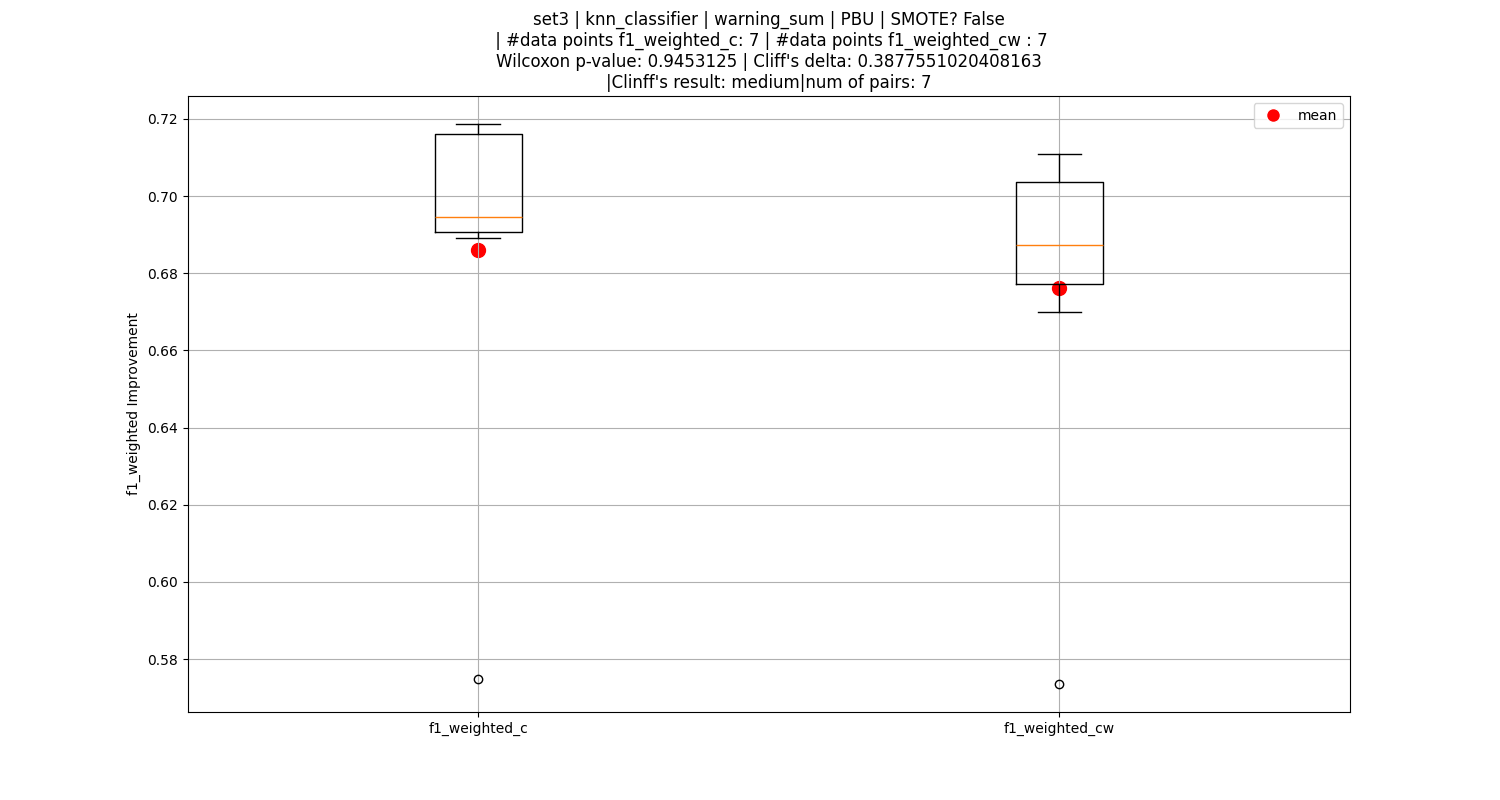 set3 | knn_classifier | warning_sum | PBU | SMOTE? False
| #data points f1_weighted_c: 7 | #data points f1_weighted_cw : 7
Wilcoxon p-value: 0.9453125 | Cliff's delta: 0.3877551020408163
|Clinff's result: medium|num of pairs: 7
mean
0.72
0.70
0.68
0.66
0.64
0.62
0.60
0.58
f1_weighted Improvement
f1_weighted_c
f1_weighted_cw